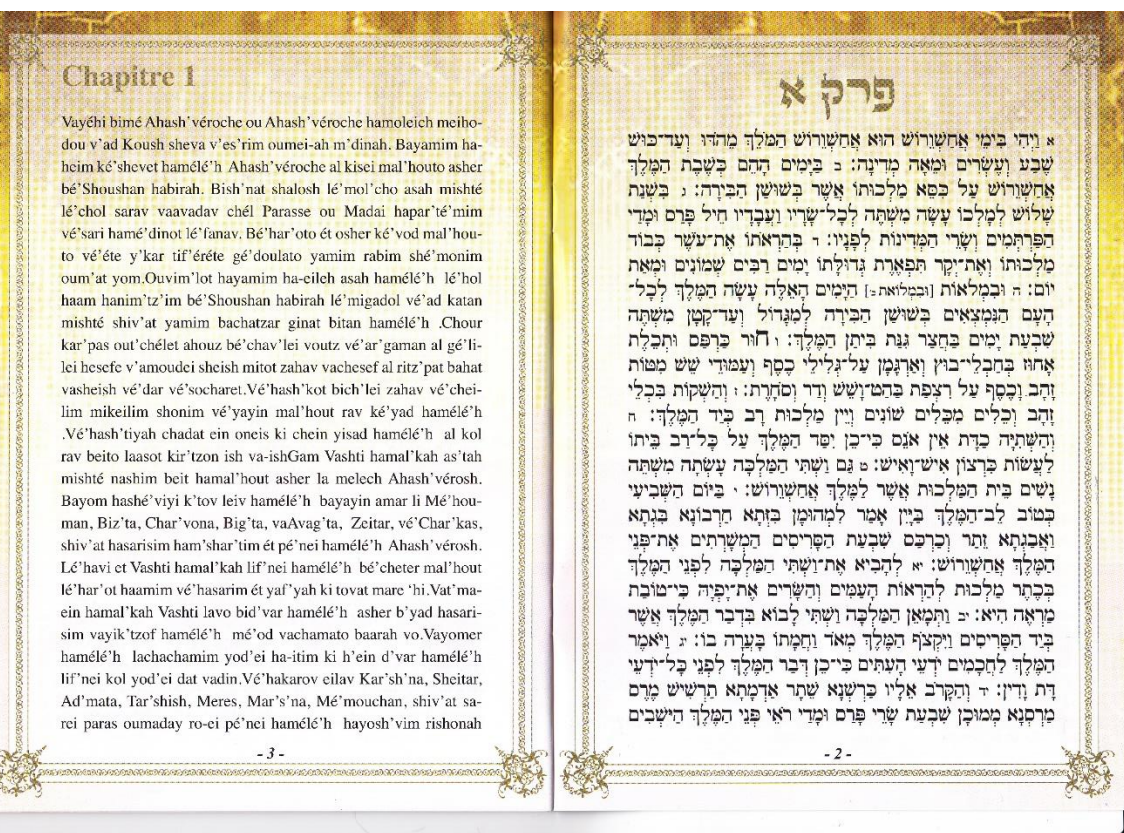 פרק א
א וַיְהִי בִּימֵי אֲחַשְׁוֵרוֹשׁ הוּא אֲחַשְׁוֵרוֹשׁ הַמֹּלֵךְ מֵהֹדּוּ וְעַד־כּוּשׁ
שֶׁבַע וְעֶשְׂרִים וּמֵאָה מְדִינָה: ב בַּיָּמִים הָהֵם כְּשֶׁבֶת הַמֶּלֶךְ
אֲחַשְׁוֵרוֹשׁ עַל כִּסֵּא מַלְכוּתוֹ אֲשֶׁר בְּשׁוּשַׁן הַבִּירָה: ג בִּשְׁנַת
שָׁלוֹשׁ לְמָלְכוֹ עָשָׂה מִשְׁתֶּה לְכָל־שָׂרָיו וַעֲבָדָיו חֵיל פָּרַס וּמָדַי
הַפַּרְתְּמִים וְשָׂרֵי הַמְּדִינוֹת לְפָנָיו: ד בְּהַרְאֹתוֹ אֶת־עֹשֶׁר כְּבוֹד
מַלְכוּתוֹ וְאֶת־יְקָר תִּפְאֶרֶת גְּדוּלָּתוֹ יָמִים רַבִּים שְׁמוֹנִים וּמְאַת
יוֹם: ה וּבִמְלֹאות [ובמלואת כ׳] הַיָּמִים הָאֵלֶּה עָשָׂה הַמֶּלֶךְ לְכָל־
הָעָם הַנִּמְצְאִים בְּשׁוּשַׁן הַבִּירָה לְמִגָּדוֹל וְעַד־קָטָן מִשְׁתֶּה
שִׁבְעַת יָמִים בַּחֲצַר גִּנַּת בִּיתַן הַמֶּלֶךְ: ו חוּר כַּרְפַּס וּתְכֵלֶת
אָחוּז בְּחַבְלֵי־בוּץ וְאַרְגָּמָן עַל־גְּלִילֵי כֶסֶף וְעַמּוּדֵי שֵׁשׁ מִטּוֹת
זָהָב וָכֶסֶף עַל רִצְפַת בַּהַט־וָשֵׁשׁ וְדַר וְסֹחָרֶת: ז וְהַשְׁקוֹת בִּכְלֵי
זָהָב וְכֵלִים מִכֵּלִים שׁוֹנִים וְיֵין מַלְכוּת רָב כְּיַד הַמֶּלֶךְ: ח
וְהַשְּׁתִיָּה כַדָּת אֵין אֹנֵס כִּי־כֵן יִסַּד הַמֶּלֶךְ עַל כָּל־רַב בֵּיתוֹ
לַעֲשׂוֹת כִּרְצוֹן אִישׁ־וָאִישׁ: ט גַּם וַשְׁתִּי הַמַּלְכָּה עָשְׂתָה מִשְׁתֵּה
נָשִׁים בֵּית הַמַּלְכוּת אֲשֶׁר לַמֶּלֶךְ אֲחַשְׁוֵרוֹשׁ: י בַּיּוֹם הַשְּׁבִיעִי
כְּטוֹב לֵב־הַמֶּלֶךְ בַּיָּיִן אָמַר לִמְהוּמָן בִּזְּתָא חַרְבוֹנָא בִּגְתָא
וַאֲבַגְתָא זֵתַר וְכַרְכַּס שִׁבְעַת הַסָּרִיסִים הַמְשָׁרְתִים אֶת־פְּנֵי
הַמֶּלֶךְ אֲחַשְׁוֵרוֹשׁ: יא לְהָבִיא אֶת־וַשְׁתִּי הַמַּלְכָּה לִפְנֵי הַמֶּלֶךְ
בְּכֶתֶר מַלְכוּת לְהַרְאוֹת הָעַמִּים וְהַשָּׂרִים אֶת־יָפְיָהּ כִּי־טוֹבַת
מַרְאֶה הִיא: יב וַתְּמָאֵן הַמַּלְכָּה וַשְׁתִּי לָבוֹא בִּדְבַר הַמֶּלֶךְ אֲשֶׁר
בְּיַד הַסָּרִיסִים וַיִּקְצֹף הַמֶּלֶךְ מְאֹד וַחֲמָתוֹ בָּעֲרָה בוֹ: יג וַיֹּאמֶר
הַמֶּלֶךְ לַחֲכָמִים יֹדְעֵי הָעִתִּים כִּי־כֵן דְּבַר הַמֶּלֶךְ לִפְנֵי כָּל־יֹדְעֵי
דָּת וָדִין: יד וְהַקָּרֹב אֵלָיו כַּרְשְׁנָא שֵׁתָר אַדְמָתָא תַרְשִׁישׁ מֶרֶס
מַרְסְנָא מְמוּכָן שִׁבְעַת שָׂרֵי פָּרַס וּמָדַי רֹאֵי פְּנֵי הַמֶּלֶךְ הַיֹּשְׁבִים
- 2 -
Chapitre 1
Vayéhi bimé Ahash'véroche ou Ahash'véroche hamoleich meiho-
dou v'ad Koush sheva v'es'rim oumei-ah m'dinah. Bayamim ha-
heim ké'shevet hamélé'h Ahash'véroche al kisei mal'houto asher
bé'Shoushan habirah. Bish'nat shalosh lé'mol'cho asah mishté
lé'chol sarav vaavadav chél Parasse ou Madai hapar'té'mim
vé'sari hamé'dinot lé'fanav. Bé'har'oto ét osher ké'vod mal'hou-
to vé'éte y'kar tif'éréte gé'doulato yamim rabim shé'monim
oum'at yom.Ouvim'lot hayamim ha-eileh asah hamélé'h lé'hol
haam hanim'tz'im bé'Shoushan habirah lé'migadol vé'ad katan
mishté shiv'at yamim bachatzar ginat bitan hamélé'h .Chour
kar'pas out'chélet ahouz bé'chav'lei voutz vé'ar'gaman al gé'li-
lei hesefe v'amoudei sheish mitot zahav vachesef al ritz'pat bahat
vasheish vé'dar vé'socharet.Vé'hash'kot bich'lei zahav vé'chei-
lim mikeilim shonim vé'yayin mal'hout rav ké'yad hamélé'h
.Vé'hash'tiyah chadat ein oneis ki chein yisad hamélé'h al kol
rav beito laasot kir'tzon ish va-ishGam Vashti hamal'kah as'tah
mishté nashim beit hamal'hout asher la melech Ahash'vérosh.
Bayom hashé'viyi k'tov leiv hamélé'h bayayin amar li Mé'hou-
man, Biz'ta, Char'vona, Big'ta, vaAvag'ta, Zeitar, vé'Char'kas,
shiv'at hasarisim ham'shar'tim ét pé'nei hamélé'h Ahash'vérosh.
Lé'havi et Vashti hamal'kah lif'nei hamélé'h bé'cheter mal'hout
lé'har'ot haamim vé'hasarim ét yaf'yah ki tovat mare 'hi.Vat'ma-
ein hamal'kah Vashti lavo bid'var hamélé'h asher b'yad hasari-
sim vayik'tzof hamélé'h mé'od vachamato baarah vo.Vayomer
hamélé'h lachachamim yod'ei ha-itim ki h'ein d'var hamélé'h
lif'nei kol yod'ei dat vadin.Vé'hakarov eilav Kar'sh'na, Sheitar,
Ad'mata, Tar'shish, Meres, Mar's'na, Mé'mouchan, shiv'at sa-
rei paras oumaday ro-ei pé'nei hamélé'h hayosh'vim rishonah
- 3 -